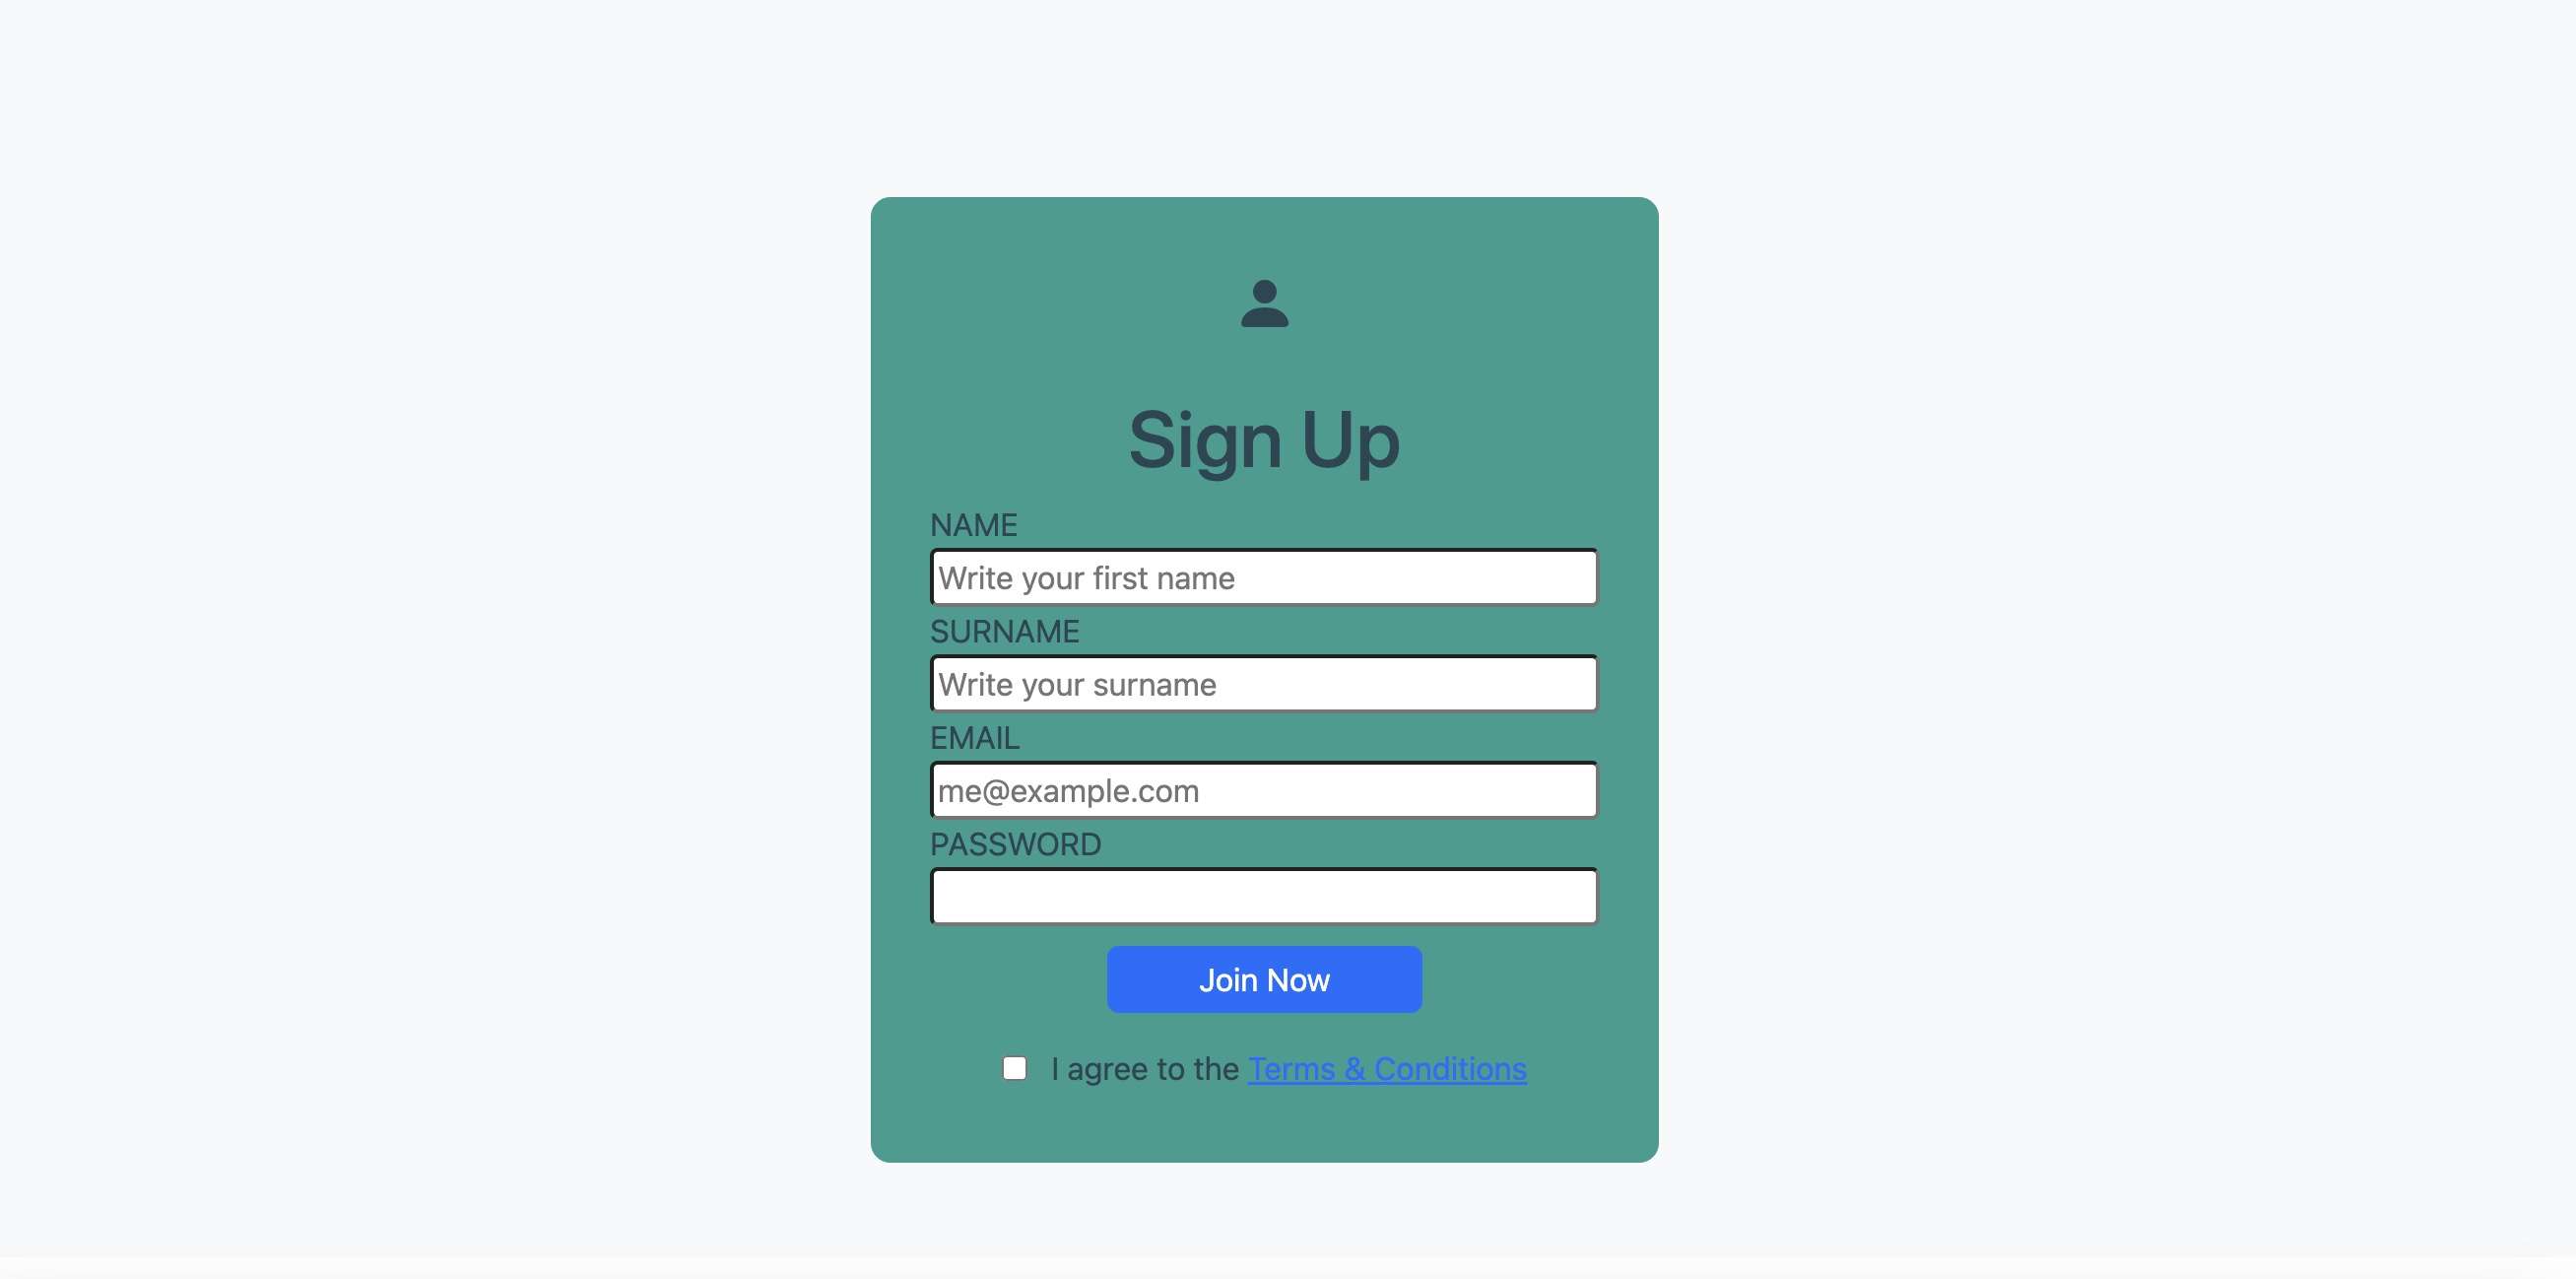 Sign Up
NAME
Write your first name
SURNAME
Write your surname
EMAIL
me@example.com
PASSWORD
Join Now
I agree to the Terms & Conditions